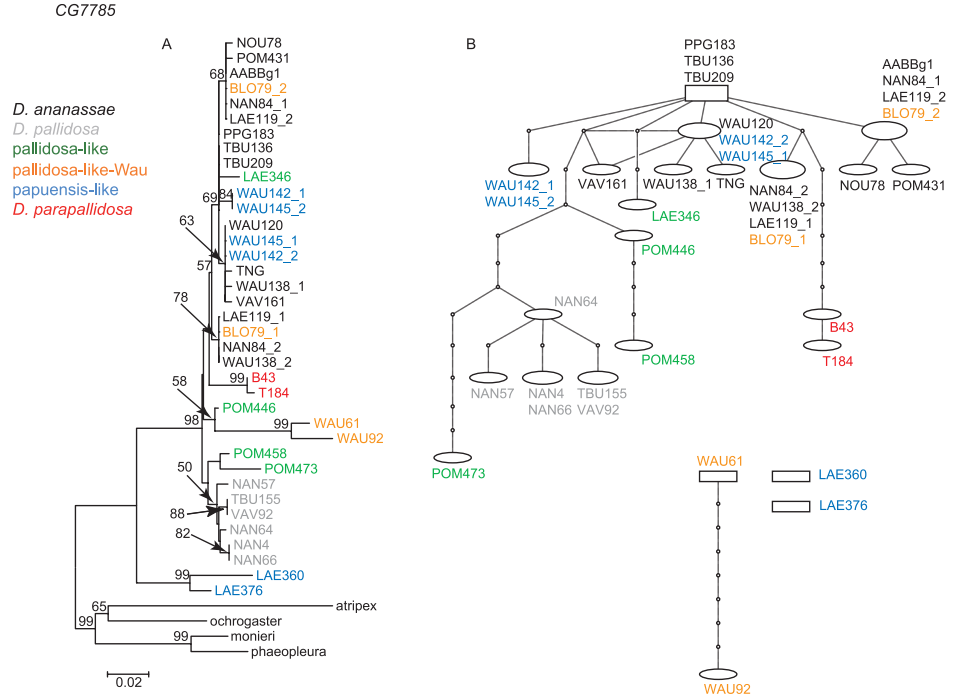 CG7785
A
B
D. ananassae
D. pallidosa
pallidosa-like
pallidosa-like-Wau
papuensis-like
D. parapallidosa
NOU78
POM431
68
AABBg1
BLO79_2
NAN84_1
LAE119_2
PPG183
TBU136
TBU209
LAE346
84
WAU142_1
69
WAU145_2
63
WAU120
WAU145_1
WAU142_2
57
TNG
WAU138_1
78
VAV161
LAE119_1
BLO79_1
NAN84_2
WAU138_2
99
B43
T184
58
POM446
98
99
WAU61
WAU92
POM458
50
POM473
NAN57
TBU155
88
VAV92
82
NAN64
NAN4
NAN66
99
LAE360
LAE376
65
atripex
99
ochrogaster
99
monieri
phaeopleura
0.02
PPG183
TBU136
TBU209
AABBg1
NAN84_1
LAE119_2
BLO79_2
WAU120
WAU142_2
WAU145_1
WAU142_1
WAU145_2
VAV161
WAU138_1
TNG
NAN84_2
WAU138_2
LAE119_1
BLO79_1
NOU78
POM431
LAE346
POM446
NAN64
B43
POM458
T184
NAN57
NAN4
NAN66
TBU155
VAV92
POM473
WAU61
LAE360
LAE376
WAU92